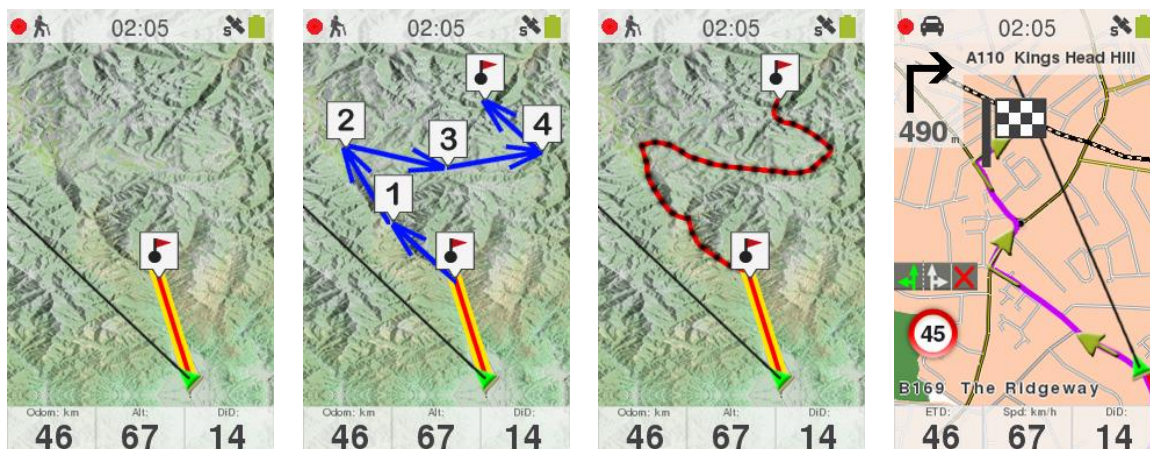 02:05
S
Odom: km
Alt:
DiD:
46
67
14
02:05
S
2
3
4
1
Odom: km
Alt:
DiD:
46
67
14
02:05
S
Odom: km
Alt:
DiD:
46
67
14
02:05
S
A110 Kings Head Hill
490 m
45
B169 The Ridgeway
ETD:
Spd: km/h
DiD:
46
67
14